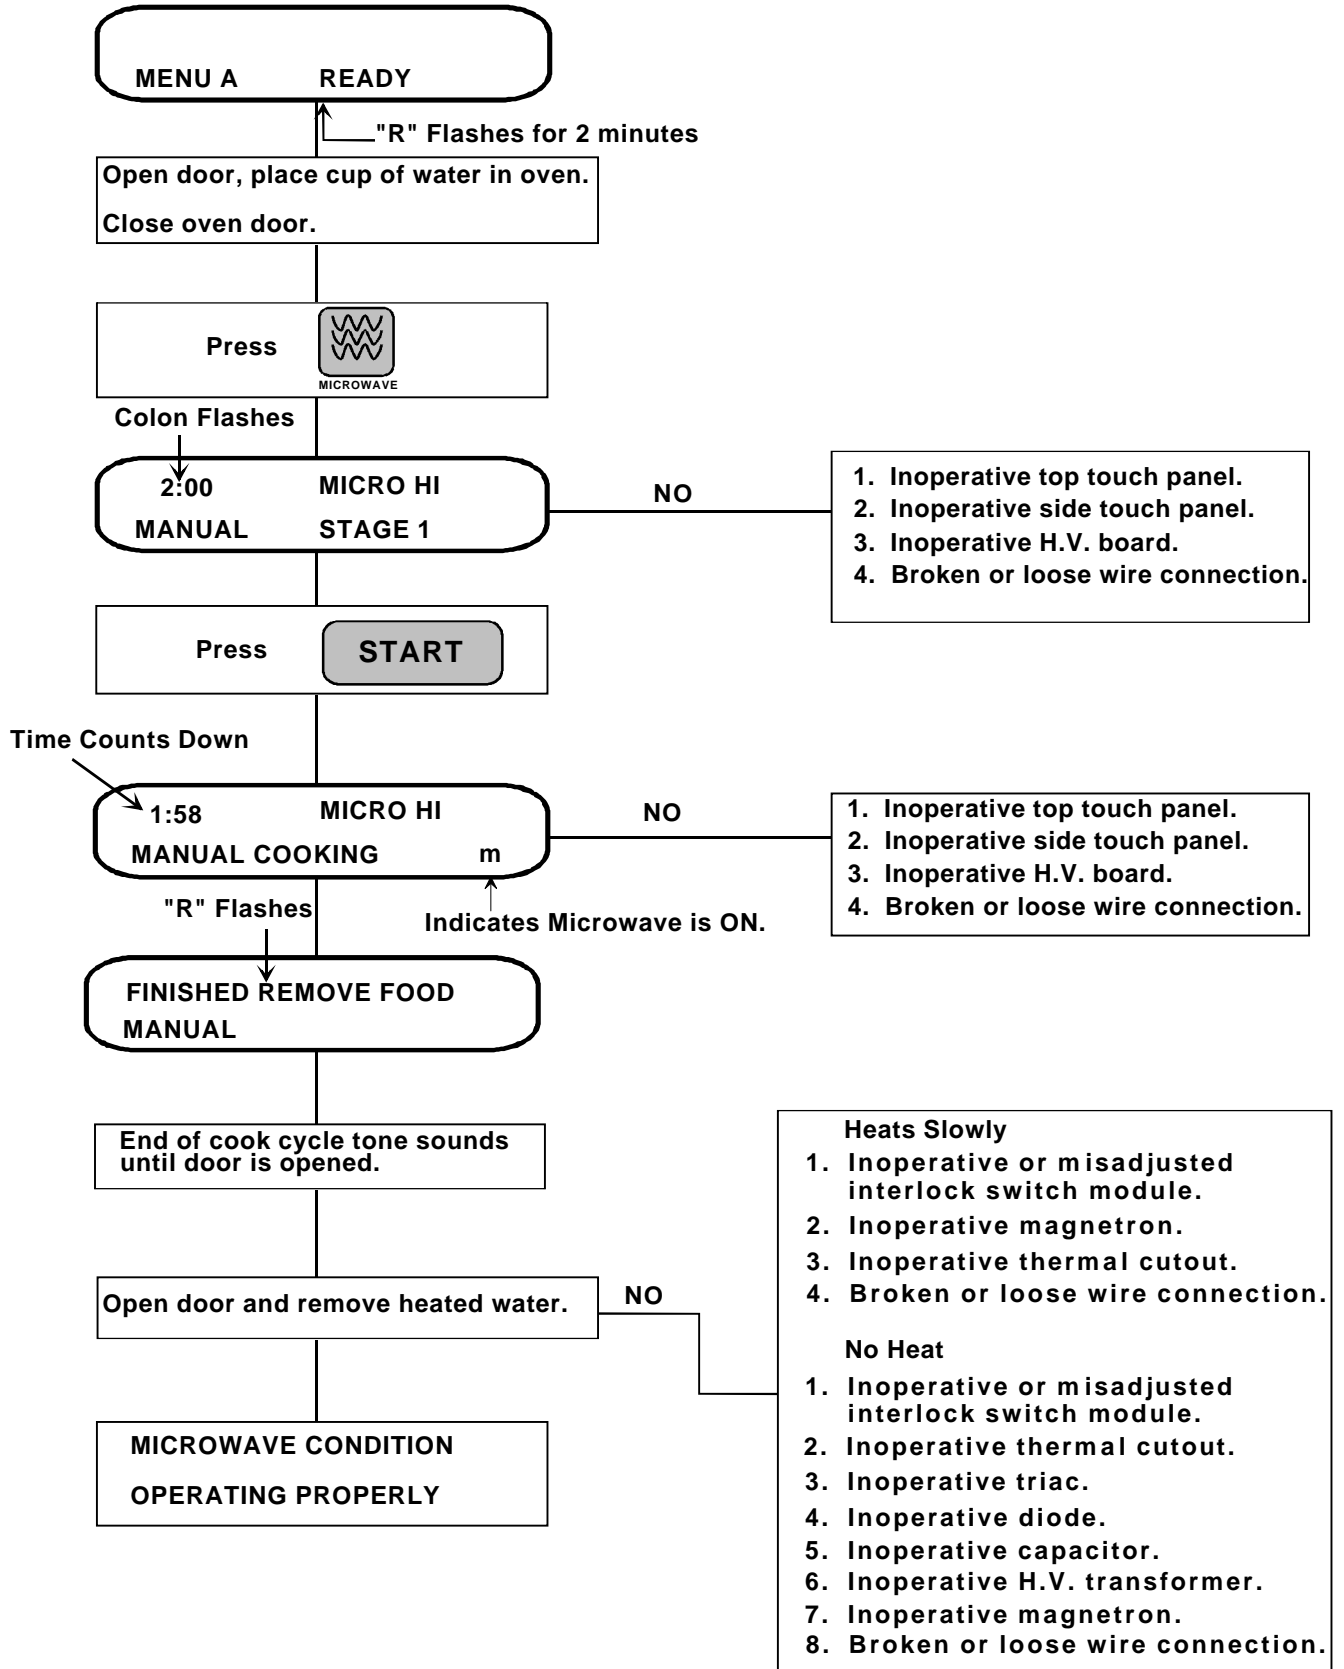 MENU A READY
"R" Flashes for 2 minutes
Open door, place cup of water in oven.
Close oven door.
Press
MICROWAVE
Colon Flashes
2:00 MICRO HI
MANUAL STAGE 1
NO
1. Inoperative top touch panel.
2. Inoperative side touch panel.
3. Inoperative H.V. board.
4. Broken or loose wire connection.
Press START
Time Counts Down
1:58 MICRO HI
MANUAL COOKING m
NO
1. Inoperative top touch panel.
2. Inoperative side touch panel.
3. Inoperative H.V. board.
4. Broken or loose wire connection.
"R" Flashes
Indicates Microwave is ON.
FINISHED REMOVE FOOD
MANUAL
End of cook cycle tone sounds
until door is opened.
Open door and remove heated water.
NO
Heats Slowly
1. Inoperative or misadjusted
interlock switch module.
2. Inoperative magnetron.
3. Inoperative thermal cutout.
4. Broken or loose wire connection.
No Heat
1. Inoperative or misadjusted
interlock switch module.
2. Inoperative thermal cutout.
3. Inoperative triac.
4. Inoperative diode.
5. Inoperative capacitor.
6. Inoperative H.V. transformer.
7. Inoperative magnetron.
8. Broken or loose wire connection.
MICROWAVE CONDITION
OPERATING PROPERLY